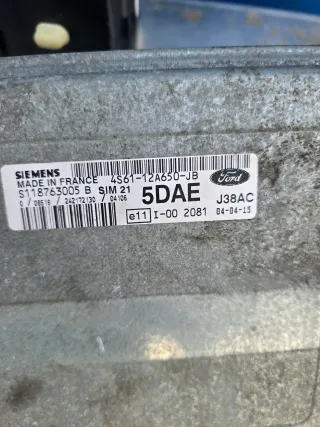 SIEMENS 4S61-12A650-JB Ford
MADE IN FRANCE
S118763005 B SIM 21 5DAE J38AC
0 / 08519 / 242172130 / 04106
e11 I-00 2081 04-04-15